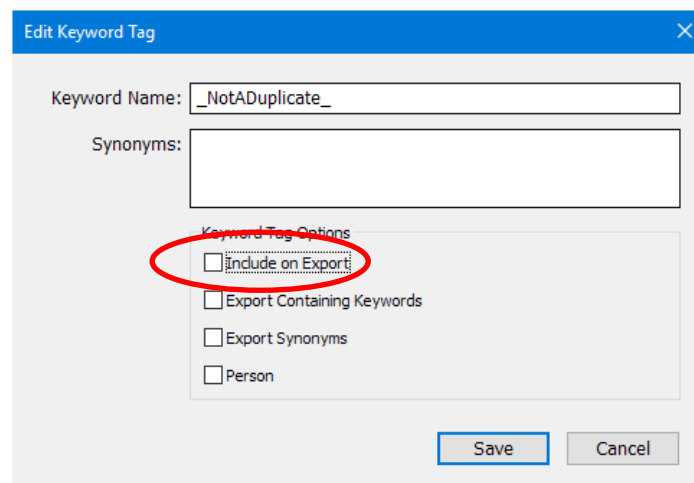 Edit Keyword Tag
Keyword Name: _NotADuplicate_
Synonyms:
Keyword Tag Options
Include on Export
Export Containing Keywords
Export Synonyms
Person
Save Cancel